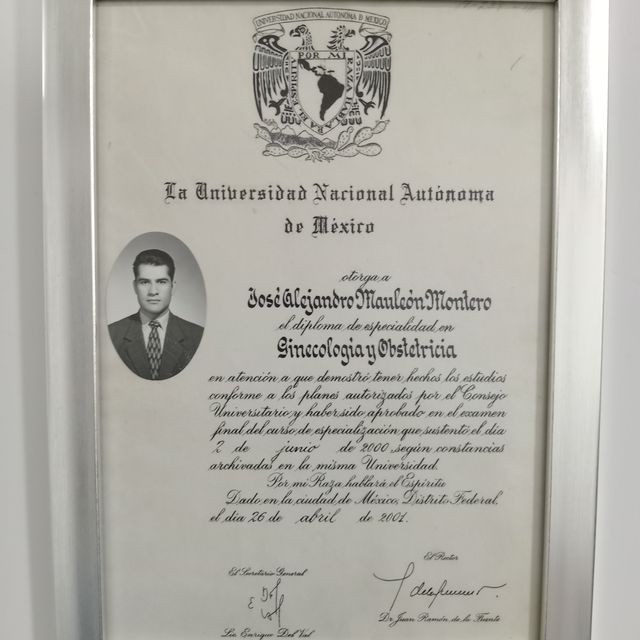 UNIVERSIDAD NACIONAL AUTÓNOMA D MEXICO
POR MI RAZA HABLARA EL ESPIRITU
La Universidad Nacional Autónoma
de México
otorga a
José Alejandro Mauleón Montero
el diploma de especialidad en
Ginecología y Obstetricia
en atención a que demostró tener hechos los estudios
conforme a los planes autorizados por el Consejo
Universitario y haber sido aprobado en el examen
final del curso de especialización que sustentó el día
2 de junio de 2000 según constancias
archivadas en la misma Universidad.
Por mi Raza hablará el Espíritu
Dado en la ciudad de México, Distrito Federal,
el día 26 de abril de 2001.
El Secretario General
El Rector
Lic. Enrique Del Val
Dr. Juan Ramón de la Fuente